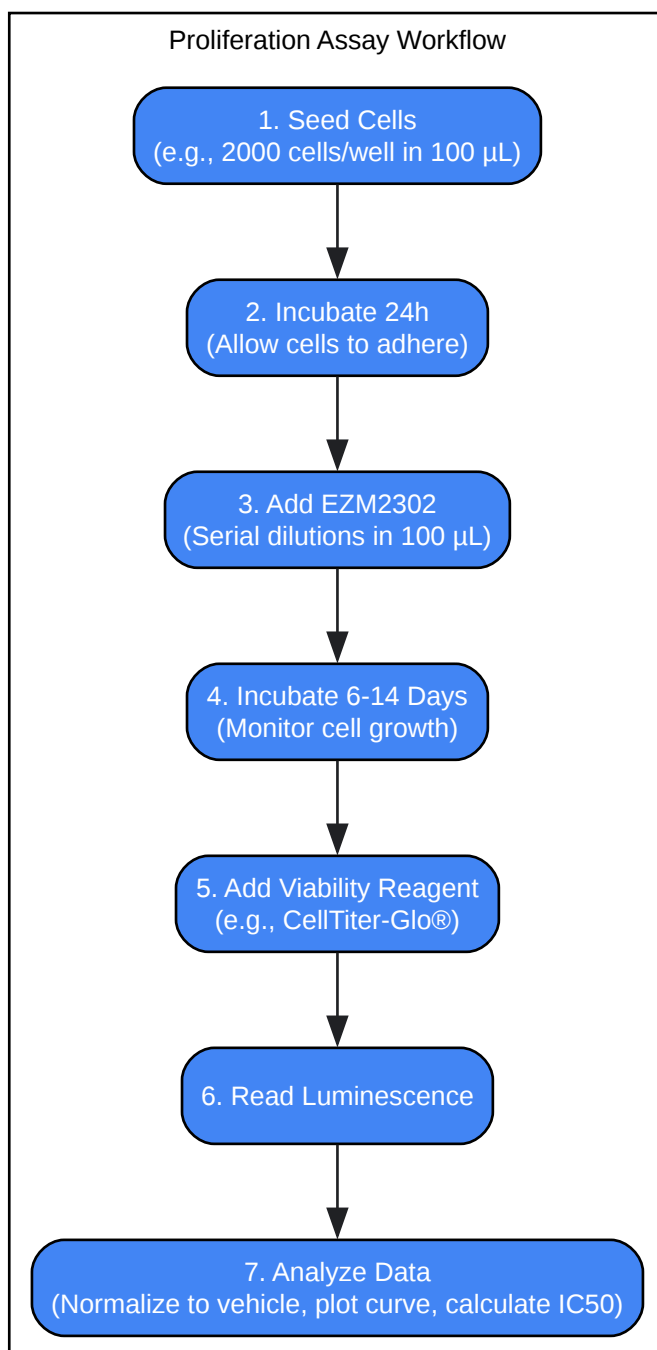 Proliferation Assay Workflow
1. Seed Cells
(e.g., 2000 cells/well in 100 µL)
2. Incubate 24h
(Allow cells to adhere)
3. Add EZM2302
(Serial dilutions in 100 µL)
4. Incubate 6-14 Days
(Monitor cell growth)
5. Add Viability Reagent
(e.g., CellTiter-Glo®)
6. Read Luminescence
7. Analyze Data
(Normalize to vehicle, plot curve, calculate IC50)